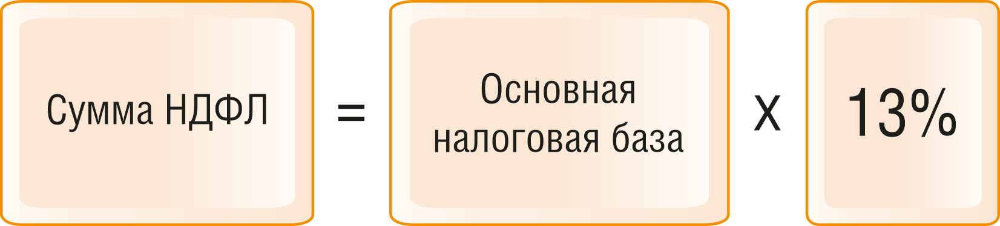 Сумма НДФЛ
=
Основная
налоговая база
х
13%